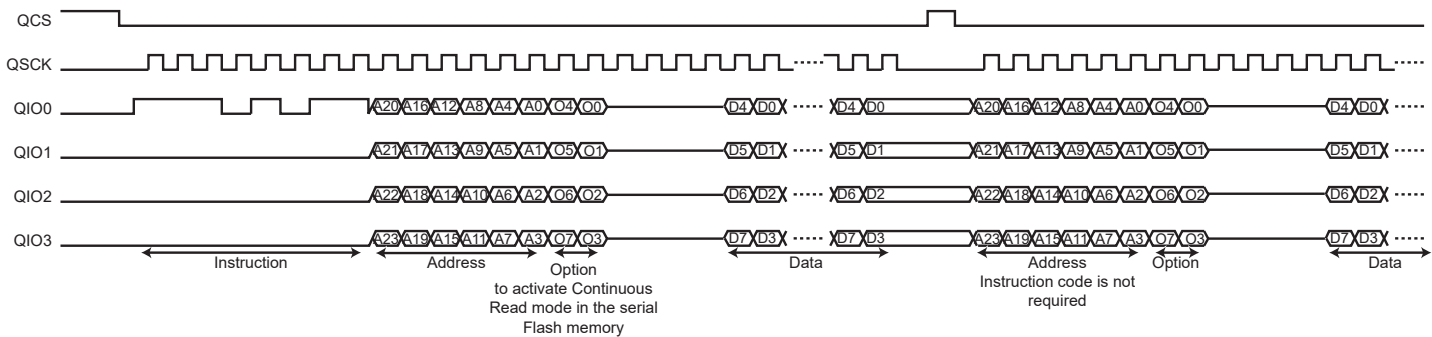 QCS
QSCK
QIO0 A20 A16 A12 A8 A4 A0 O4 O0 D4 D0 D4 D0 A20 A16 A12 A8 A4 A0 O4 O0 D4 D0
QIO1 A21 A17 A13 A9 A5 A1 O5 O1 D5 D1 D5 D1 A21 A17 A13 A9 A5 A1 O5 O1 D5 D1
QIO2 A22 A18 A14 A10 A6 A2 O6 O2 D6 D2 D6 D2 A22 A18 A14 A10 A6 A2 O6 O2 D6 D2
QIO3 A23 A19 A15 A11 A7 A3 O7 O3 D7 D3 D7 D3 A23 A19 A15 A11 A7 A3 O7 O3 D7 D3
Instruction
Address
Option
to activate Continuous
Read mode in the serial
Flash memory
Data
Address
Instruction code is not
required
Option
Data